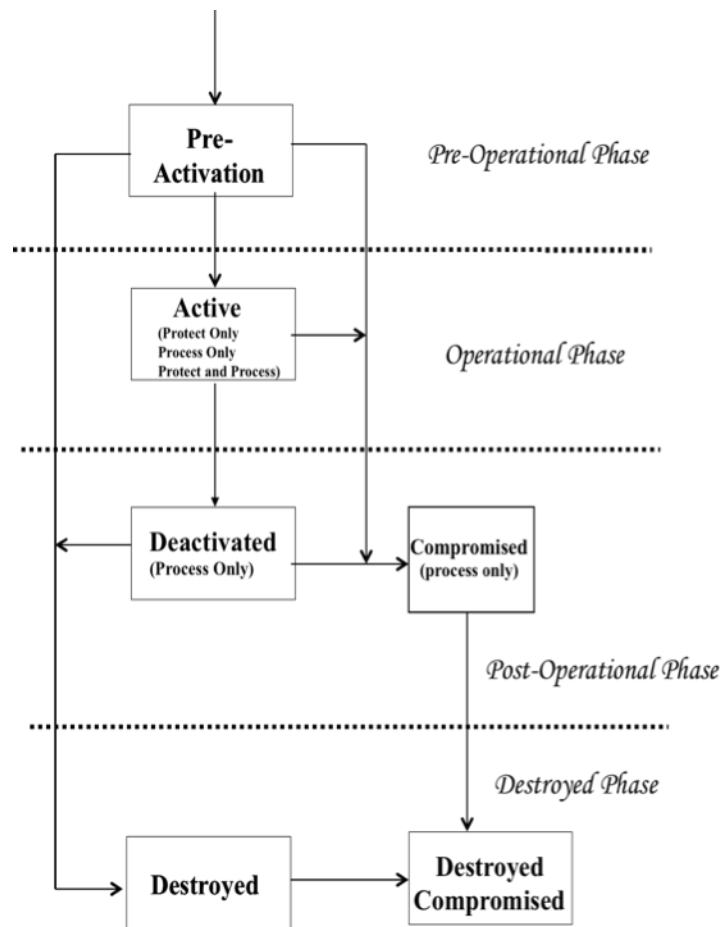 Pre-
Activation
Pre-Operational Phase
Active
(Protect Only
Process Only
Protect and Process)
Operational Phase
Deactivated
(Process Only)
Compromised
(process only)
Post-Operational Phase
Destroyed Phase
Destroyed
Destroyed
Compromised